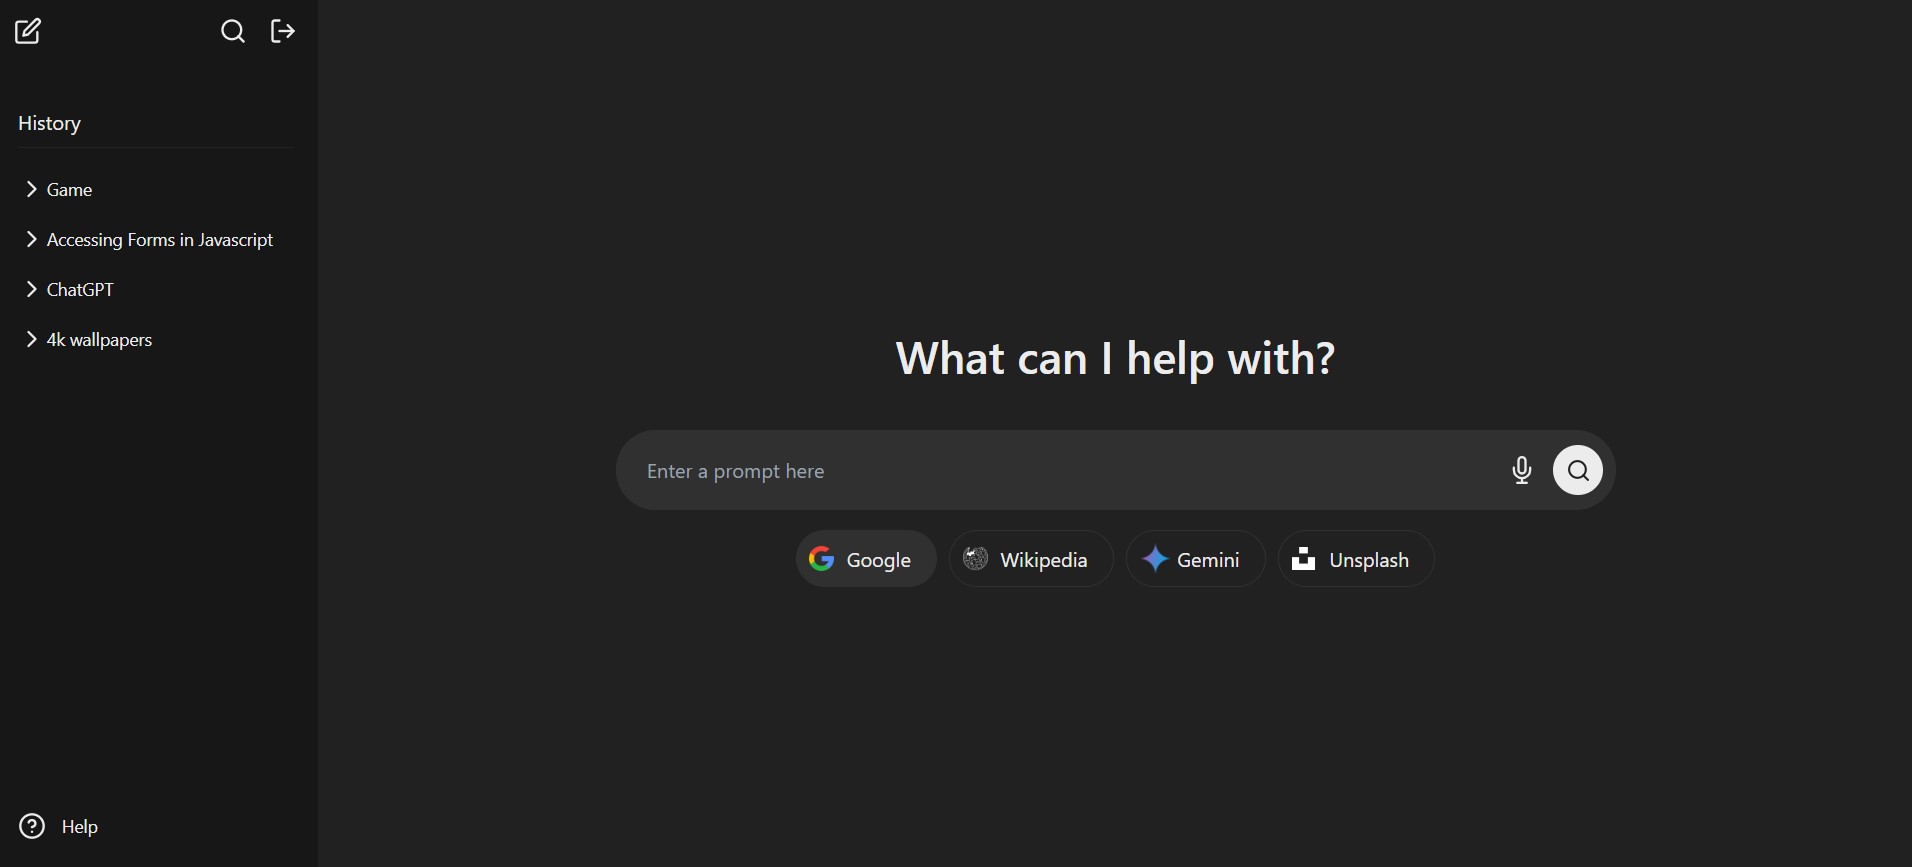 History
Game
Accessing Forms in Javascript
ChatGPT
4k wallpapers
Help
What can I help with?
Enter a prompt here
Google
Wikipedia
Gemini
Unsplash